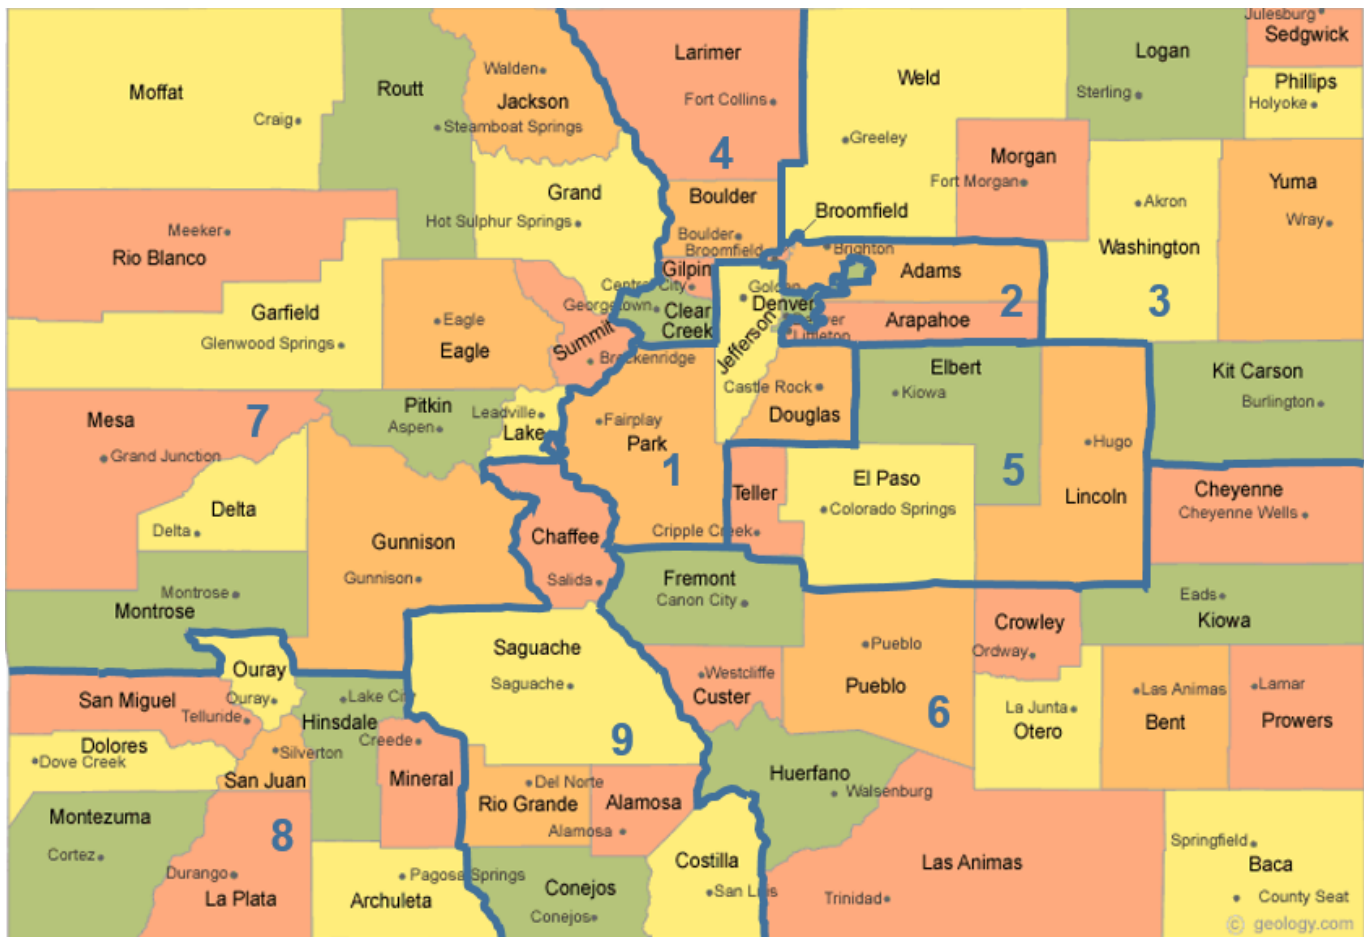 Julesburg
Sedgwick
Larimer
Logan
Walden
Moffat
Routt
Weld
Phillips
Jackson
Fort Collins
Sterling
Holyoke
Craig
Steamboat Springs
Greeley
4
Morgan
Fort Morgan
Yuma
Grand
Boulder
Akron
Broomfield
Wray
Hot Sulphur Springs
Meeker
Boulder
Washington
Rio Blanco
Broomfield
Brighton
Gilpin
Adams
Central City
Golden
2
3
Georgetown
Denver
Garfield
Clear
Creek
Eagle
Arapahoe
Glenwood Springs
Eagle
Summit
Jefferson
Littleton
Breckenridge
Elbert
Kit Carson
Castle Rock
Kiowa
Burlington
Mesa
7
Pitkin
Leadville
Douglas
Aspen
Lake
Fairplay
Park
Hugo
Grand Junction
1
5
El Paso
Teller
Lincoln
Cheyenne
Delta
Colorado Springs
Cheyenne Wells
Delta
Gunnison
Chaffee
Cripple Creek
Gunnison
Salida
Fremont
Montrose
Canon City
Eads
Montrose
Crowley
Kiowa
Saguache
Pueblo
Ordway
Ouray
Westcliffe
Saguache
Pueblo
Lamar
San Miguel
Ouray
Lake City
Custer
Las Animas
Telluride
Hinsdale
6
La Junta
Otero
Bent
Prowers
Dolores
Creede
9
Dove Creek
Silverton
San Juan
Mineral
Huerfano
Del Norte
Walsenburg
Rio Grande
Alamosa
Montezuma
8
Alamosa
Springfield
Cortez
Costilla
Las Animas
Baca
Durango
Pagosa Springs
Conejos
San Luis
La Plata
Archuleta
Trinidad
County Seat
Conejos
© geology.com